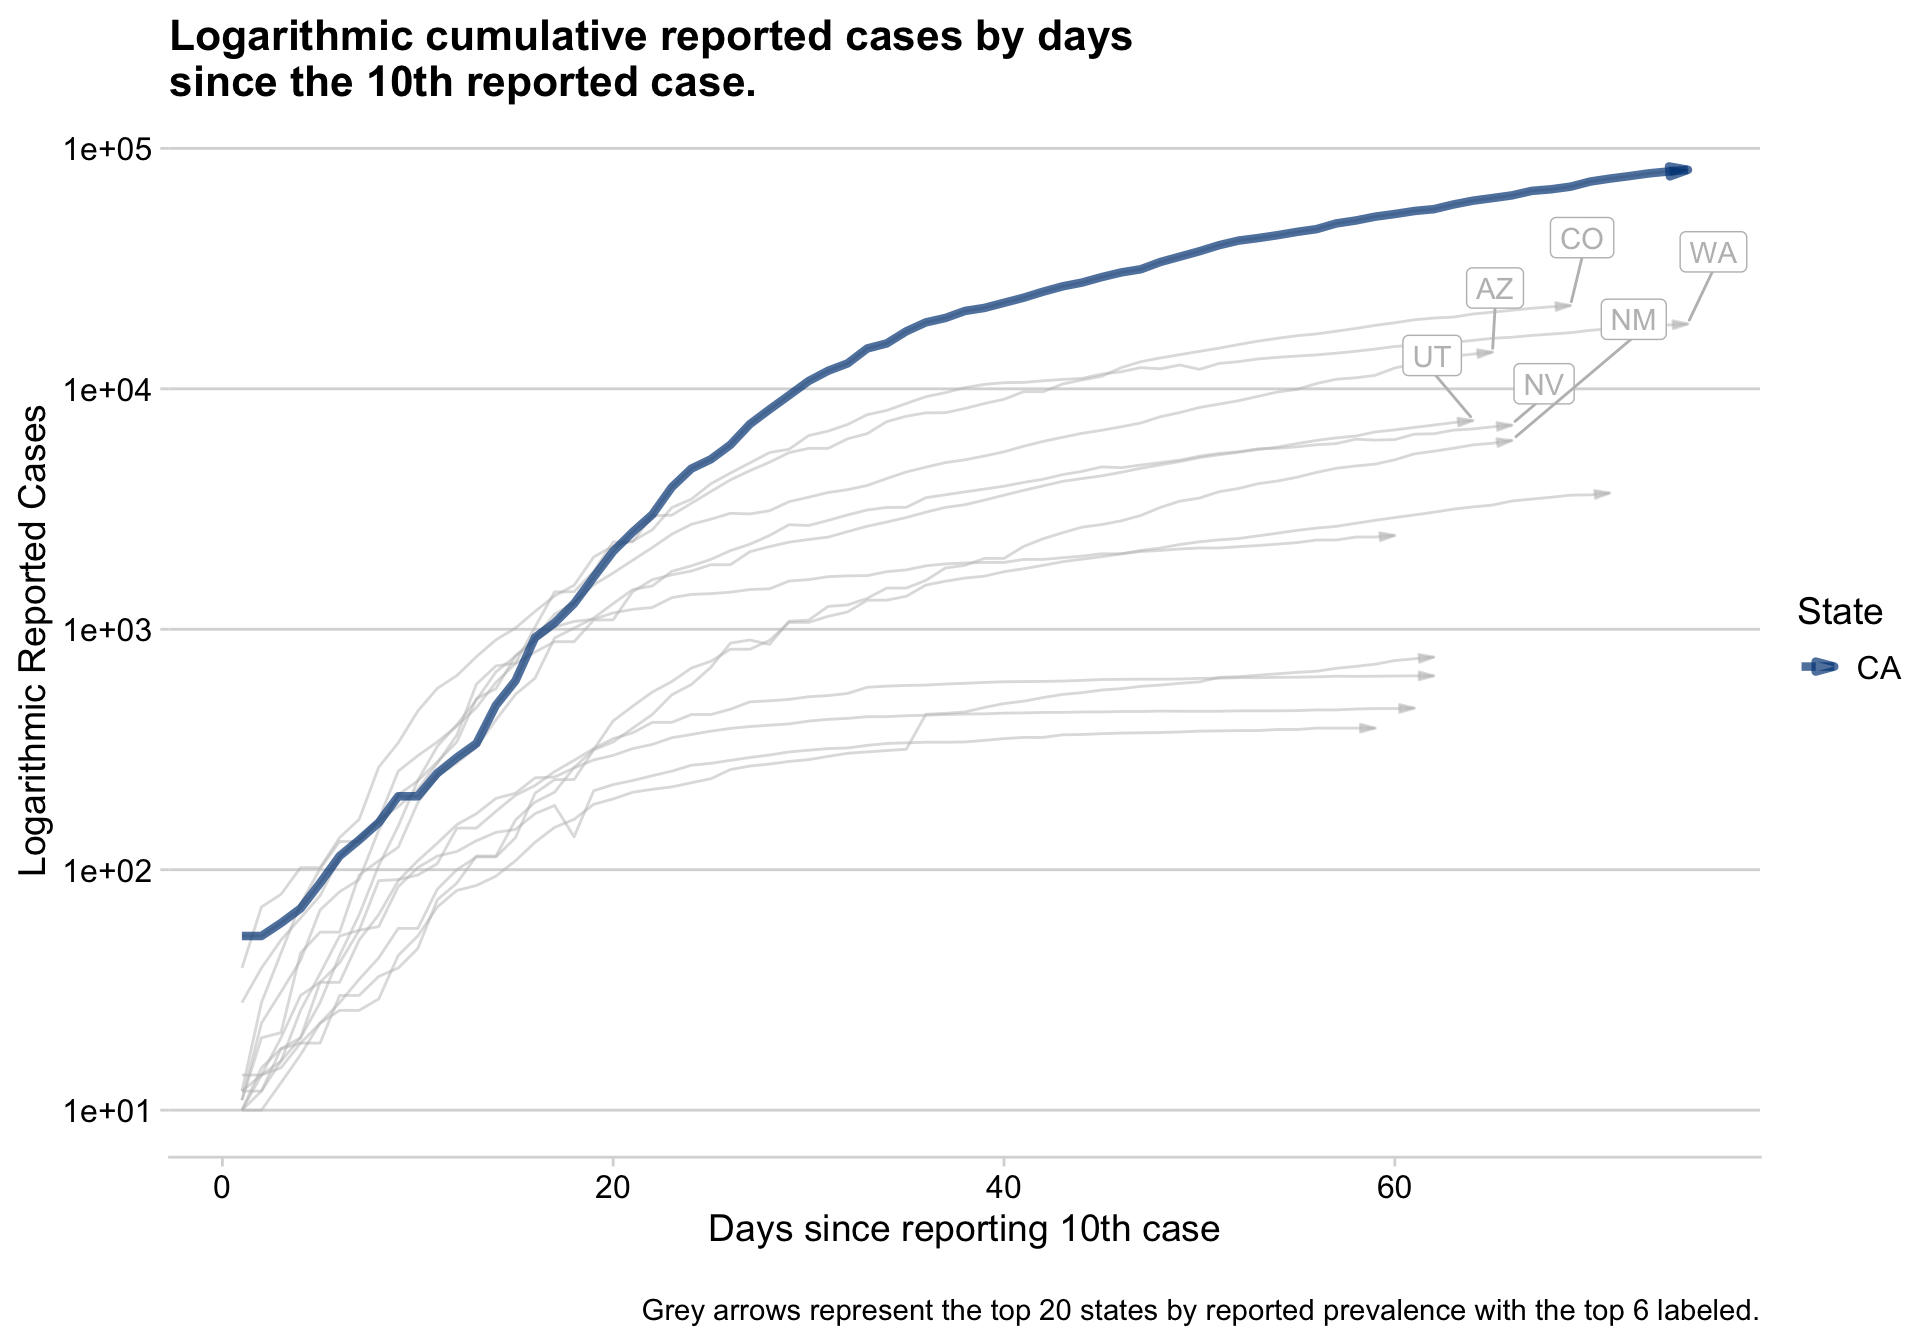 Logarithmic cumulative reported cases by days
since the 10th reported case.
1e+05
1e+04
1e+03
1e+02
1e+01
Logarithmic Reported Cases
CO
WA
AZ
NM
UT
NV
State
CA
0
20
40
60
Days since reporting 10th case
Grey arrows represent the top 20 states by reported prevalence with the top 6 labeled.